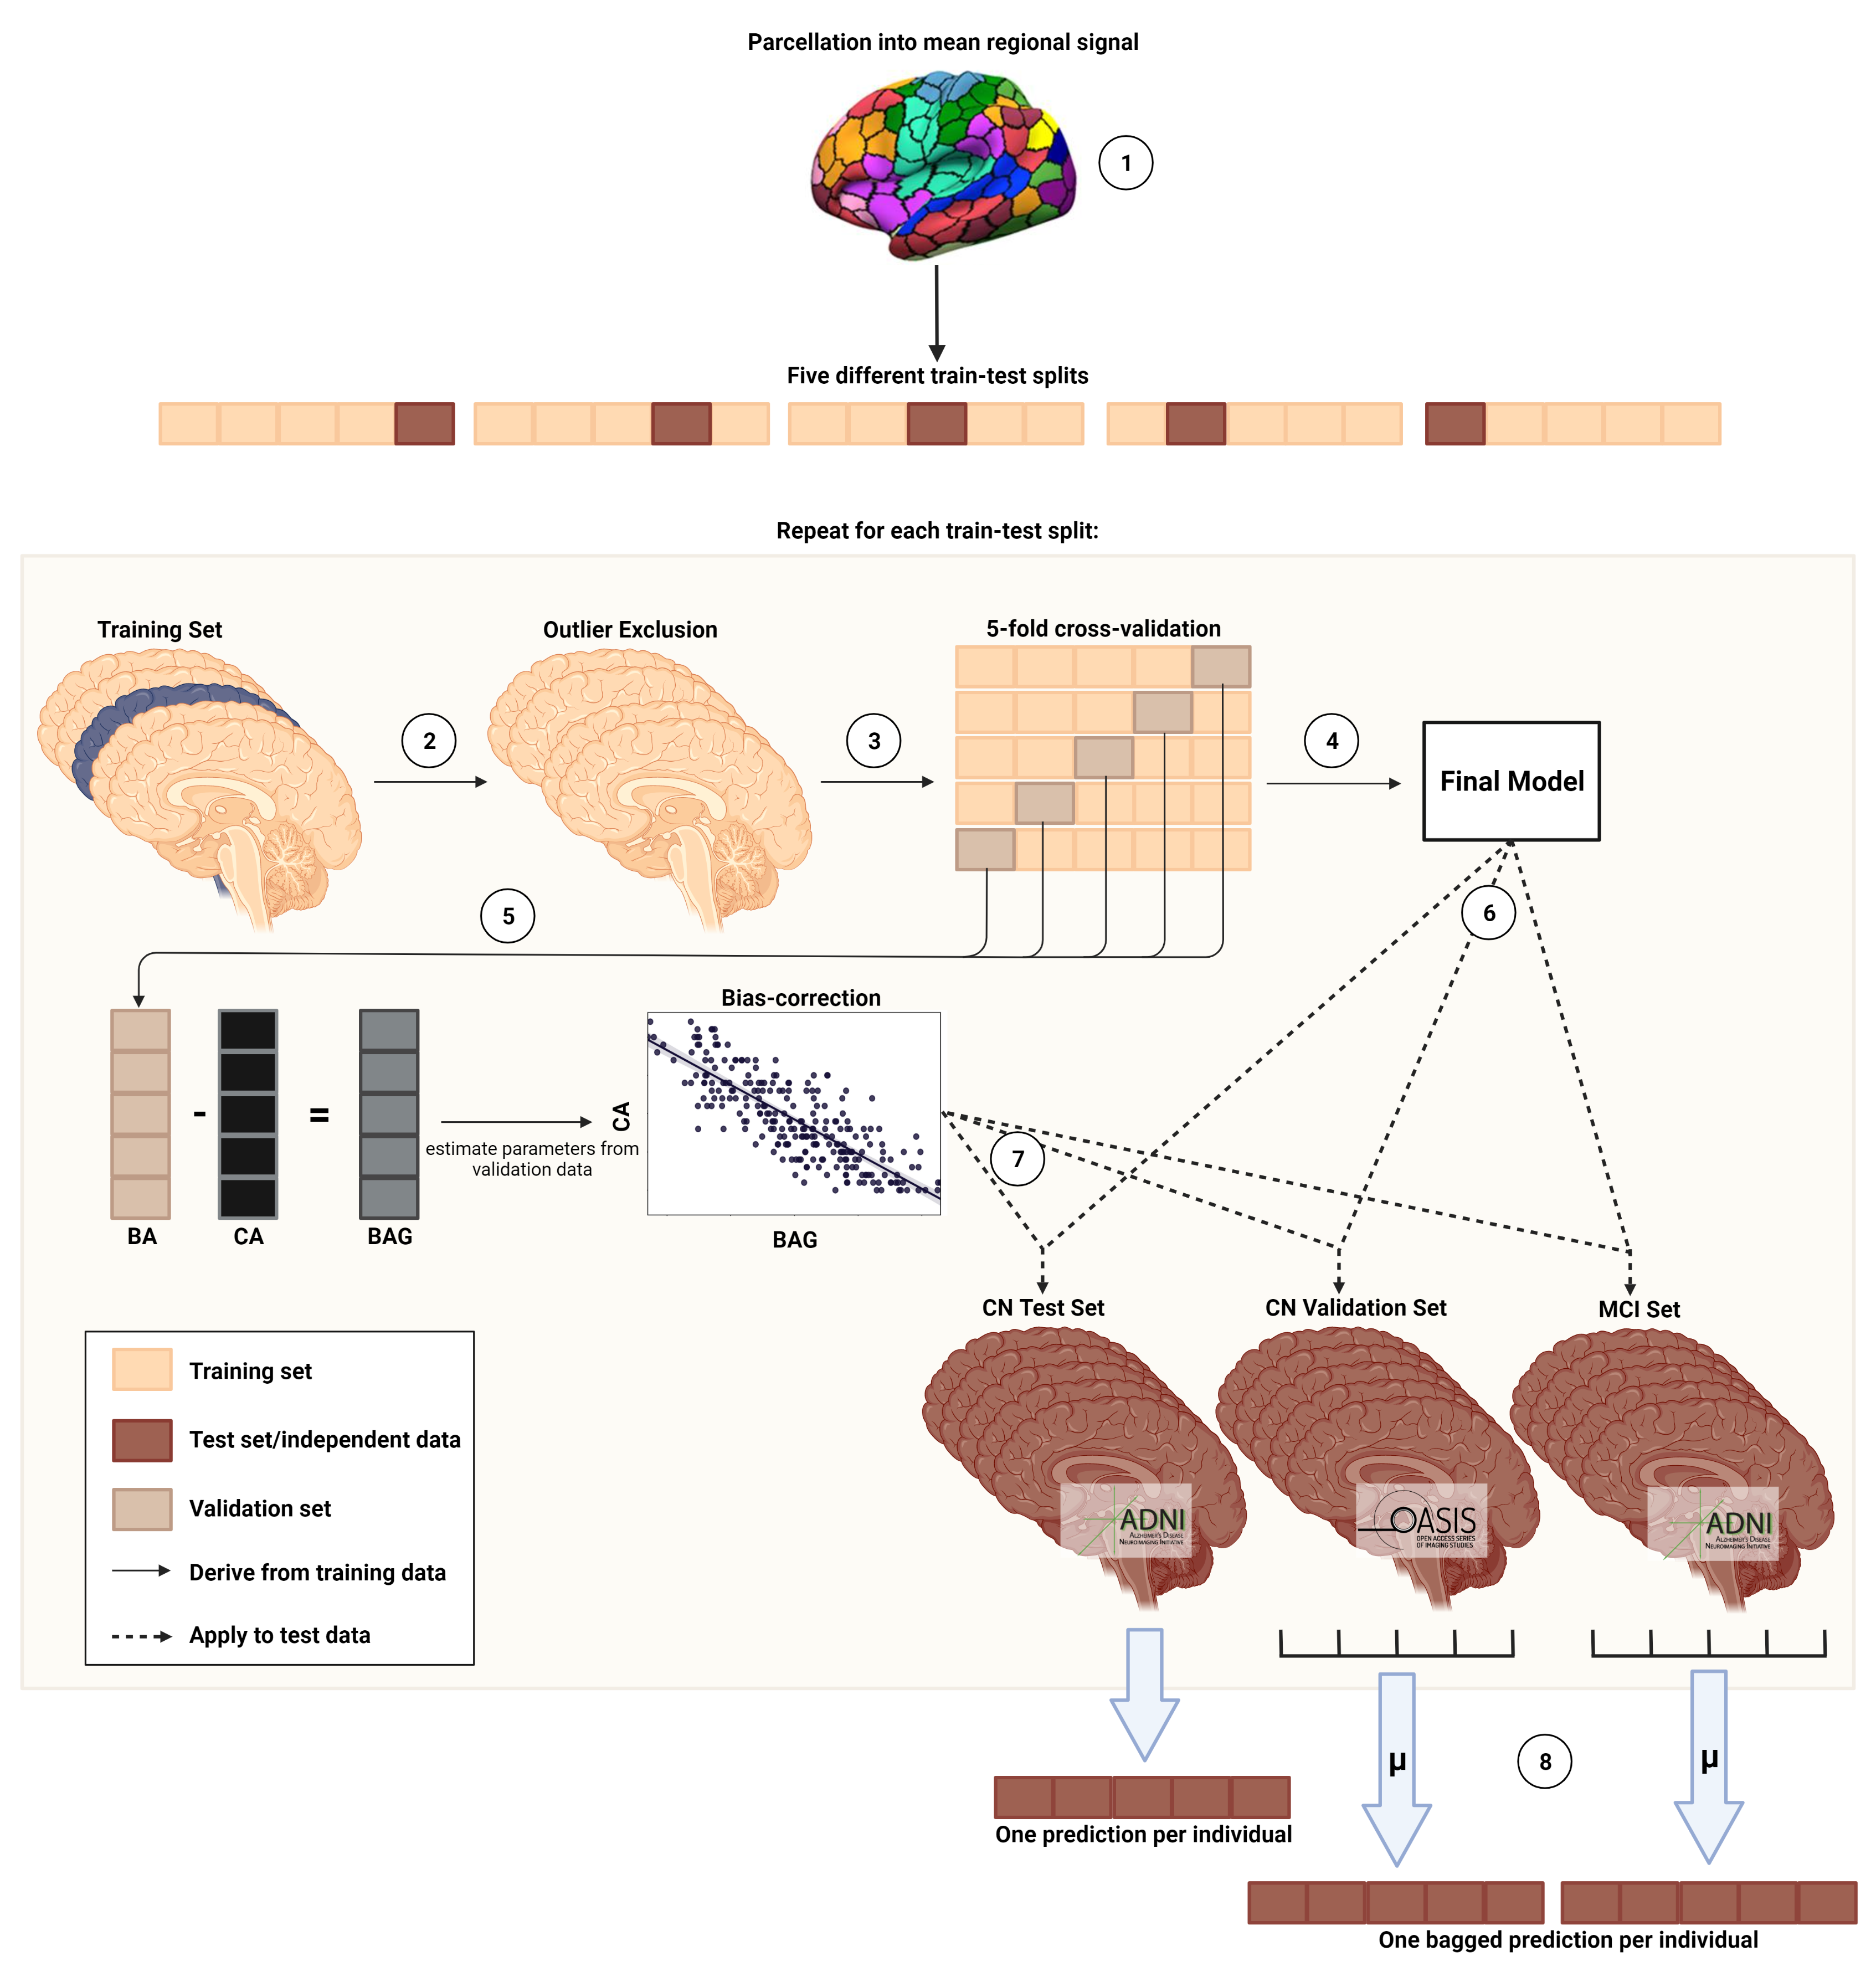 Parcellation into mean regional signal
1
Five different train-test splits
Repeat for each train-test split:
Training Set
Outlier Exclusion
5-fold cross-validation
2
3
4
Final Model
5
6
Bias-correction
CA
-
=
estimate parameters from
validation data
7
BA
CA
BAG
BAG
CN Test Set
CN Validation Set
MCI Set
Training set
Test set/independent data
Validation set
Derive from training data
Apply to test data
ADNI
ALZHEIMER'S DISEASE
NEUROIMAGING INITIATIVE
OASIS
OPEN ACCESS SERIES
OF IMAGING STUDIES
ADNI
ALZHEIMER'S DISEASE
NEUROIMAGING INITIATIVE
μ
μ
8
One prediction per individual
One bagged prediction per individual